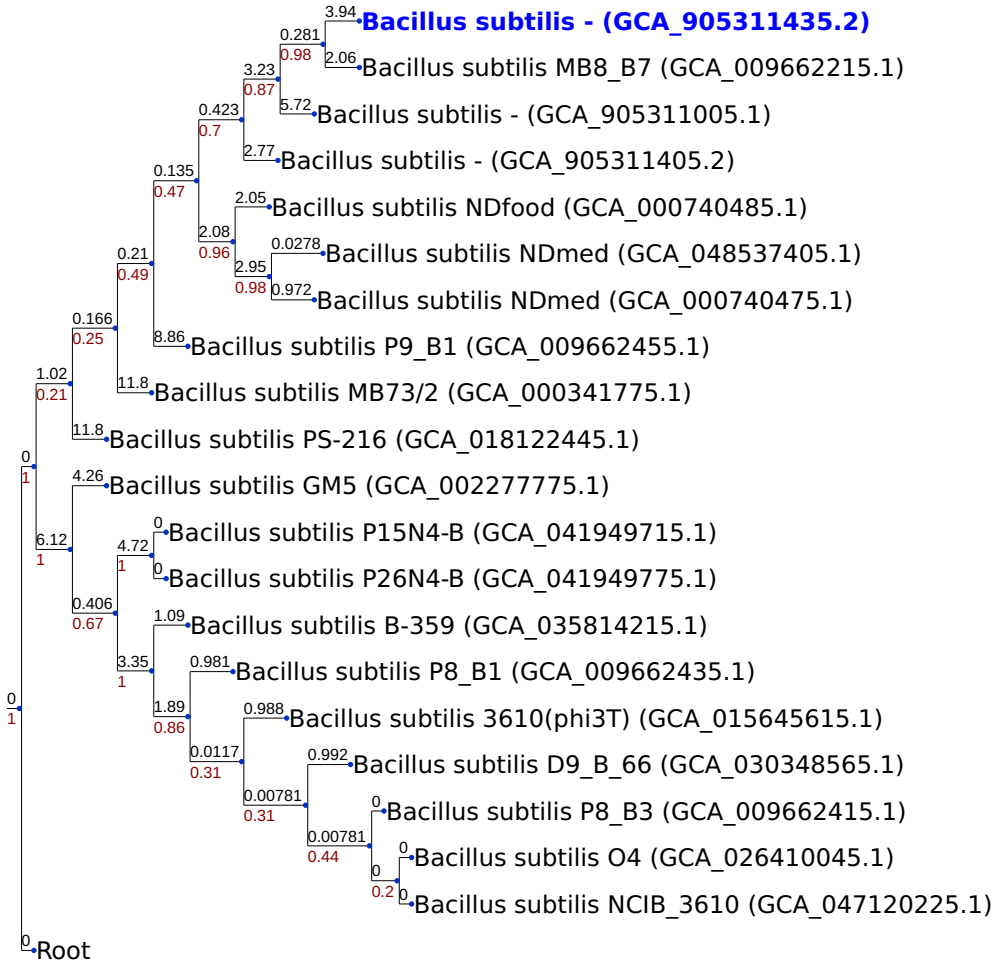 3.94
Bacillus subtilis - (GCA_905311435.2)
0.281
0.98
2.06
Bacillus subtilis MB8_B7 (GCA_009662215.1)
3.23
0.87
5.72
Bacillus subtilis - (GCA_905311005.1)
0.423
0.7
2.77
Bacillus subtilis - (GCA_905311405.2)
0.135
0.47
2.05
Bacillus subtilis NDfood (GCA_000740485.1)
2.08
0.96
0.0278
Bacillus subtilis NDmed (GCA_048537405.1)
2.95
0.98
0.972
Bacillus subtilis NDmed (GCA_000740475.1)
0.21
0.49
8.86
Bacillus subtilis P9_B1 (GCA_009662455.1)
0.166
0.25
11.8
Bacillus subtilis MB73/2 (GCA_000341775.1)
1.02
0.21
11.8
Bacillus subtilis PS-216 (GCA_018122445.1)
0
1
4.26
Bacillus subtilis GM5 (GCA_002277775.1)
6.12
1
0
Bacillus subtilis P15N4-B (GCA_041949715.1)
4.72
1
0
Bacillus subtilis P26N4-B (GCA_041949775.1)
0.406
0.67
1.09
Bacillus subtilis B-359 (GCA_035814215.1)
3.35
1
0.981
Bacillus subtilis P8_B1 (GCA_009662435.1)
1.89
0.86
0.988
Bacillus subtilis 3610(phi3T) (GCA_015645615.1)
0
1
0.0117
0.31
0.992
Bacillus subtilis D9_B_66 (GCA_030348565.1)
0.00781
0.31
0
Bacillus subtilis P8_B3 (GCA_009662415.1)
0.00781
0.44
0
Bacillus subtilis O4 (GCA_026410045.1)
0
0.2
0
Bacillus subtilis NCIB_3610 (GCA_047120225.1)
0
Root